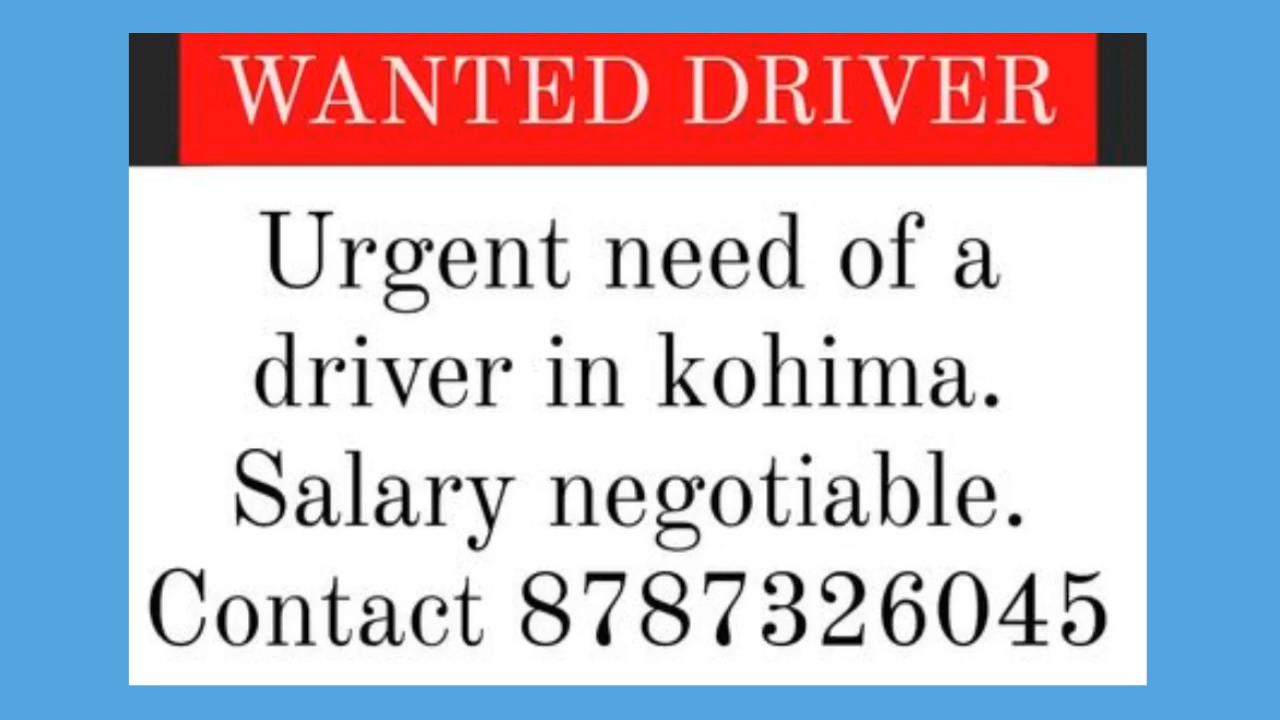 WANTED DRIVER
Urgent need of a
driver in kohima.
Salary negotiable.
Contact 8787326045